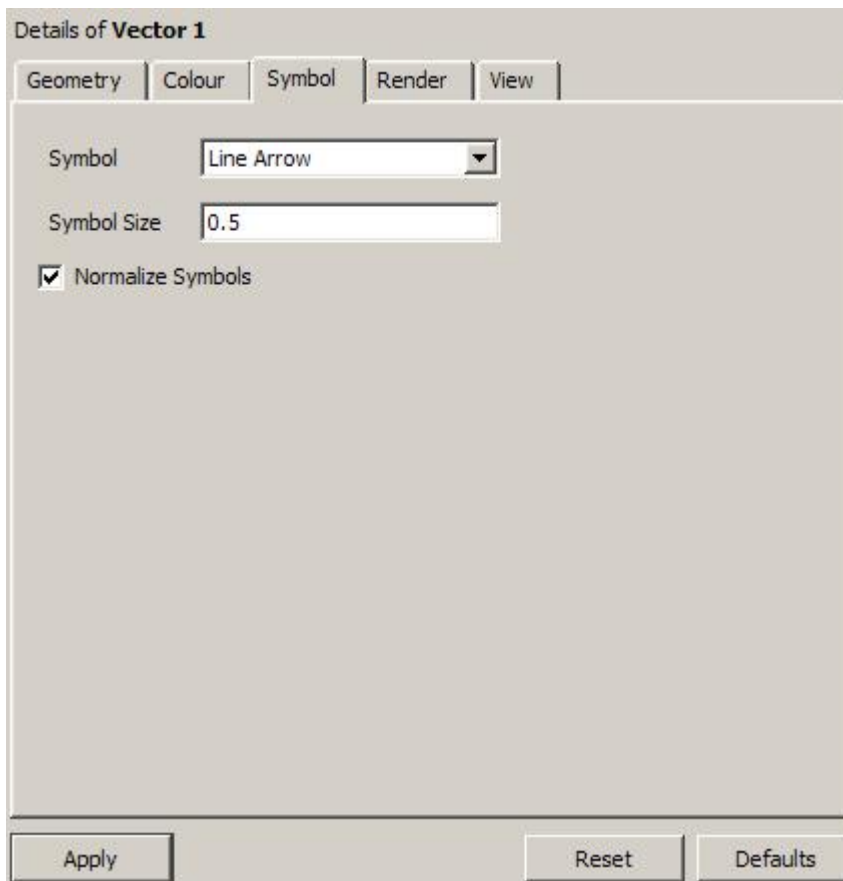 Details of Vector 1
Geometry Colour Symbol Render View
Symbol Line Arrow
Symbol Size 0.5
Normalize Symbols
Apply Reset Defaults